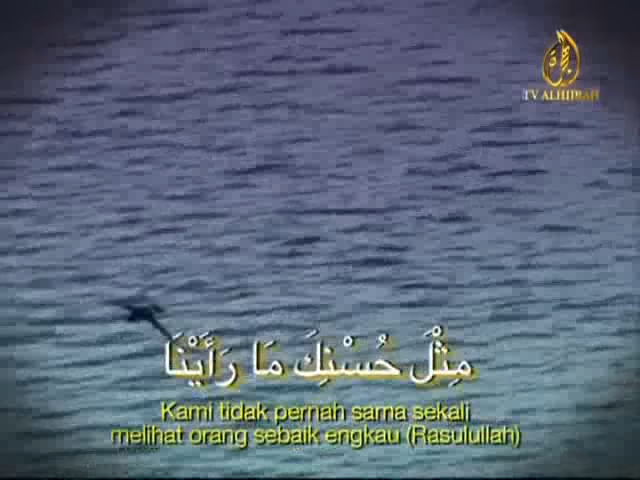 TV ALHIJRAH
مِثْلَ حُسْنِكَ مَا رَأَيْنَا
Kami tidak pernah sama sekali
melihat orang sebaik engkau (Rasulullah)